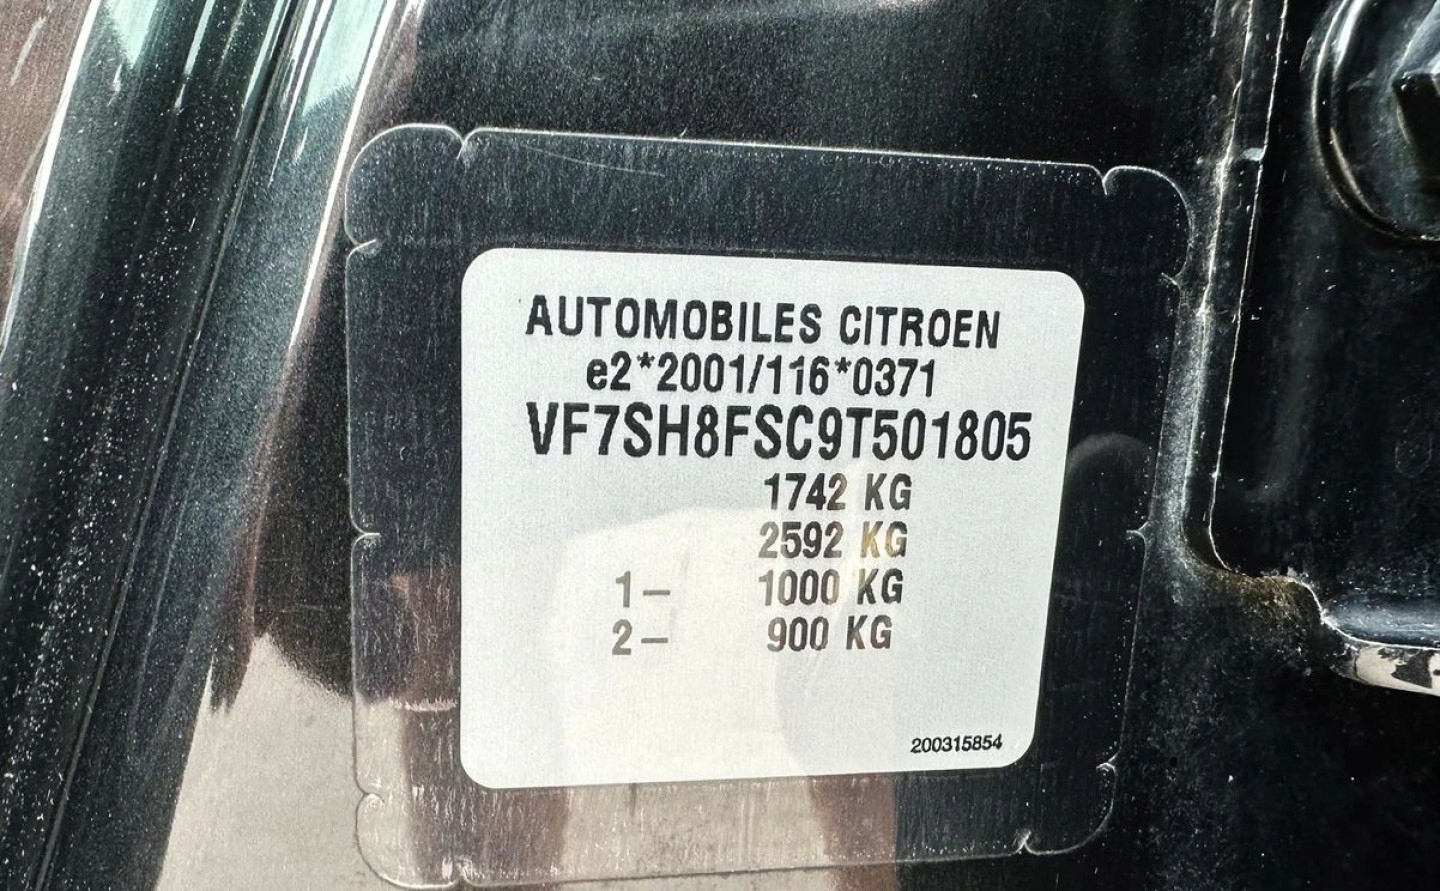 AUTOMOBILES CITROEN
e2*2001/116*0371
VF7SH8FSC9T501805
1742 KG
2592 KG
1– 1000 KG
2– 900 KG
200315854